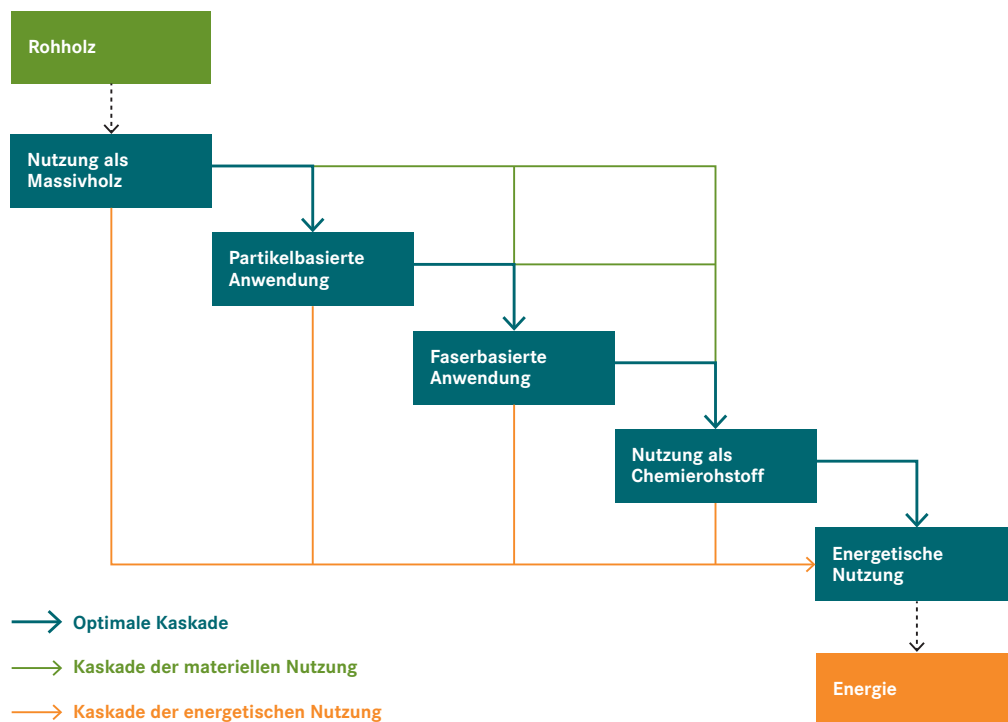 Rohholz
Nutzung als
Massivholz
Partikelbasierte
Anwendung
Faserbasierte
Anwendung
Nutzung als
Chemierohstoff
Energetische
Nutzung
Optimale Kaskade
Kaskade der materiellen Nutzung
Energie
Kaskade der energetischen Nutzung